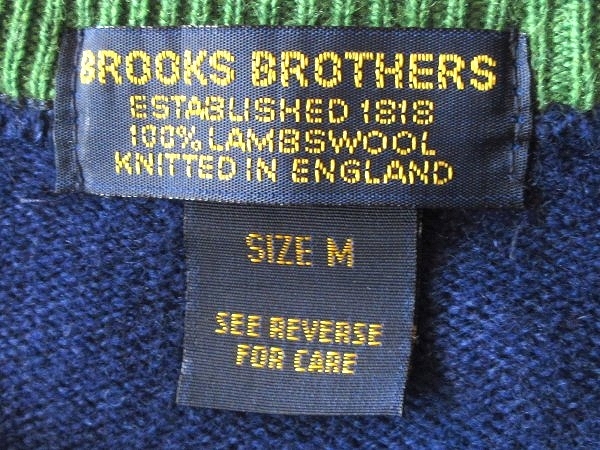 BROOKS BROTHERS
ESTABLISHED 1818
100% LAMBSWOOL
KNITTED IN ENGLAND
SIZE M
SEE REVERSE
FOR CARE